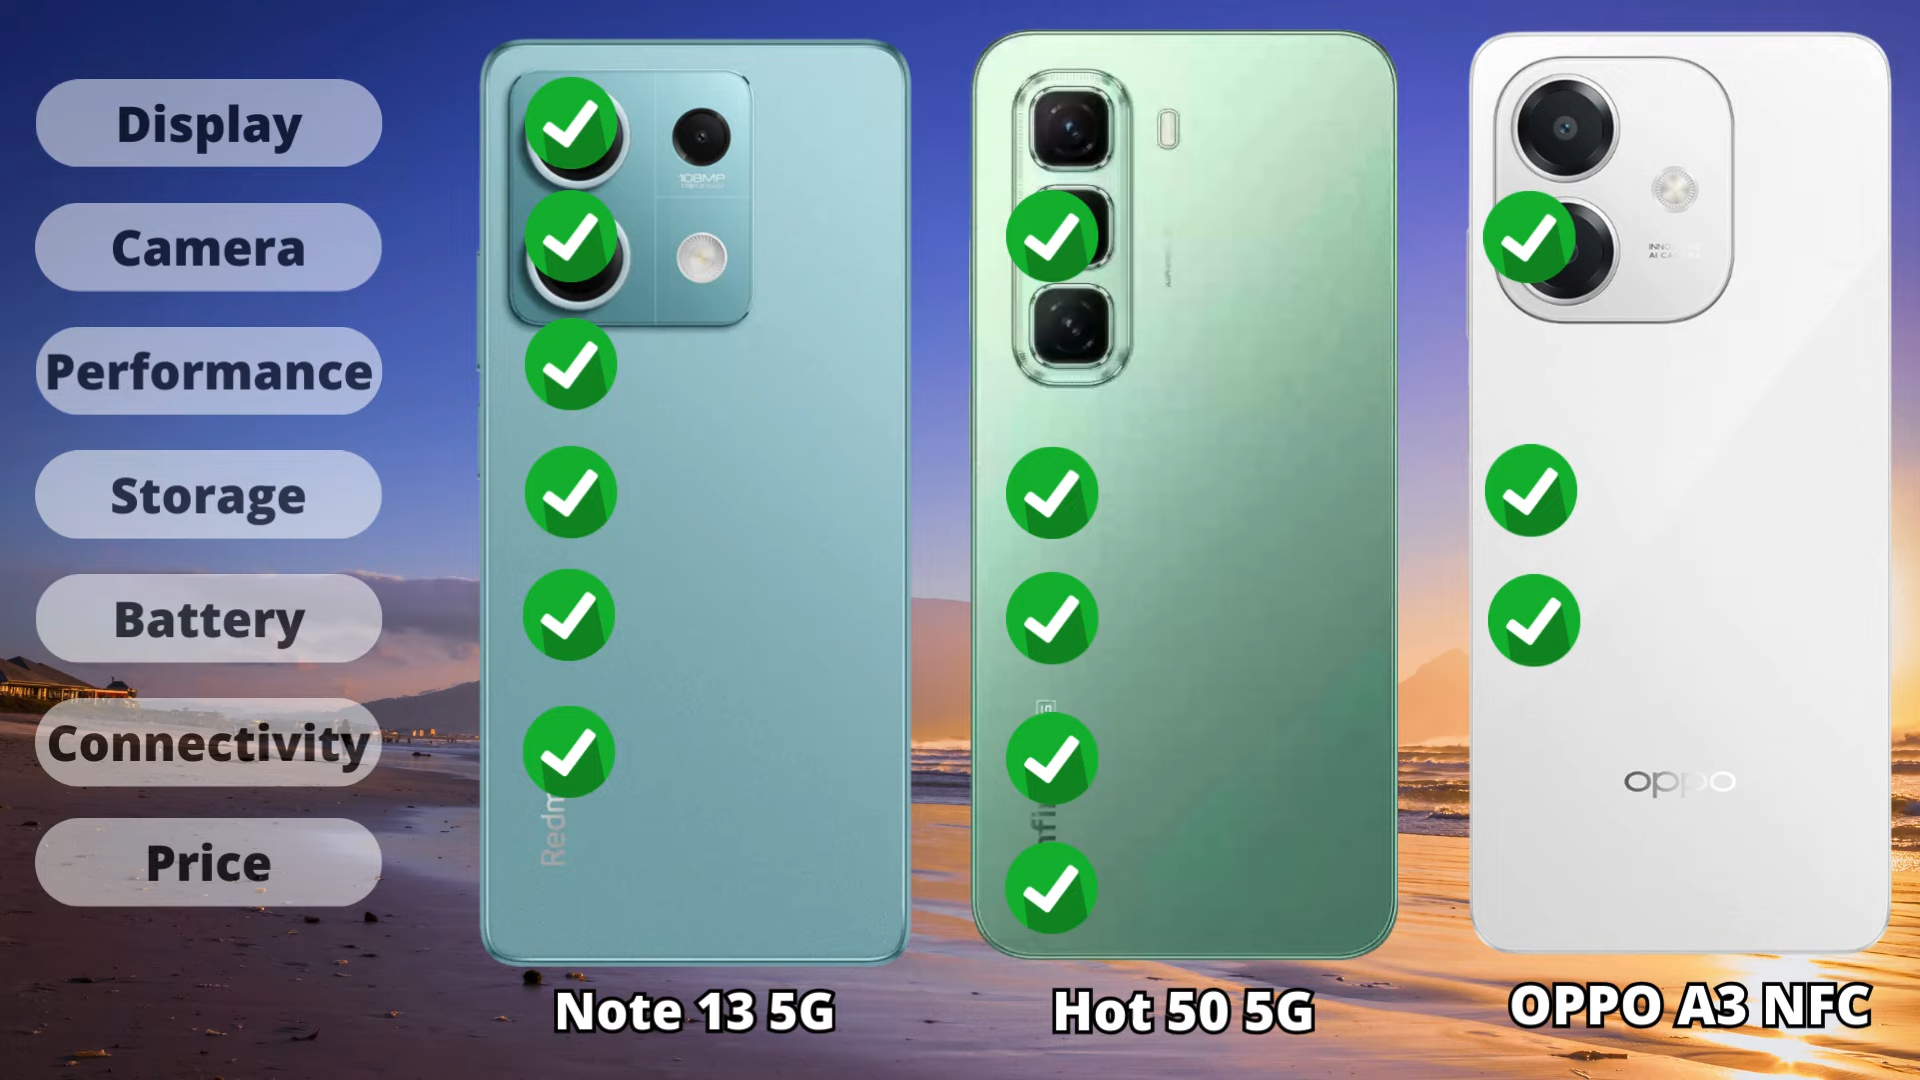 Display
Camera
Performance
Storage
Battery
Connectivity
Price
108MP
Redm
nfi
oppo
Note 13 5G
Hot 50 5G
OPPO A3 NFC